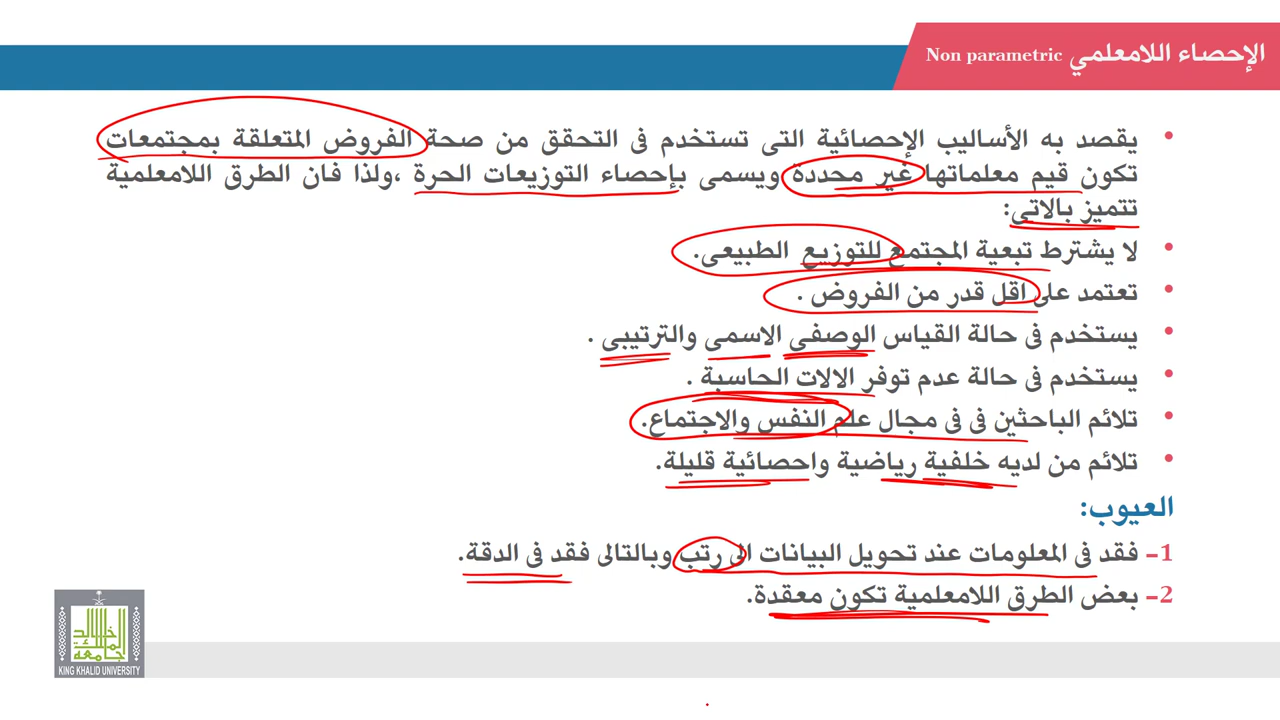 الإحصاء اللامعلمي Non parametric
• يقصد به الأساليب الإحصائية التى تستخدم فى التحقق من صحة الفروض المتعلقة بمجتمعات
تكون قيم معلماتها غير محددة ويسمى بإحصاء التوزيعات الحرة ،ولذا فان الطرق اللامعلمية
تتميز بالاتى:
• لا يشترط تبعية المجتمع للتوزيع الطبيعى.
• تعتمد على اقل قدر من الفروض .
• يستخدم فى حالة القياس الوصفى الاسمى والترتيبى .
• يستخدم فى حالة عدم توفر الالات الحاسبة .
• تلائم الباحثين فى فى مجال علم النفس والاجتماع.
• تلائم من لديه خلفية رياضية واحصائية قليلة.
العيوب:
1- فقد فى المعلومات عند تحويل البيانات الى رتب وبالتالى فقد فى الدقة.
2- بعض الطرق اللامعلمية تكون معقدة.
جامعة الملك خالد
KING KHALID UNIVERSITY